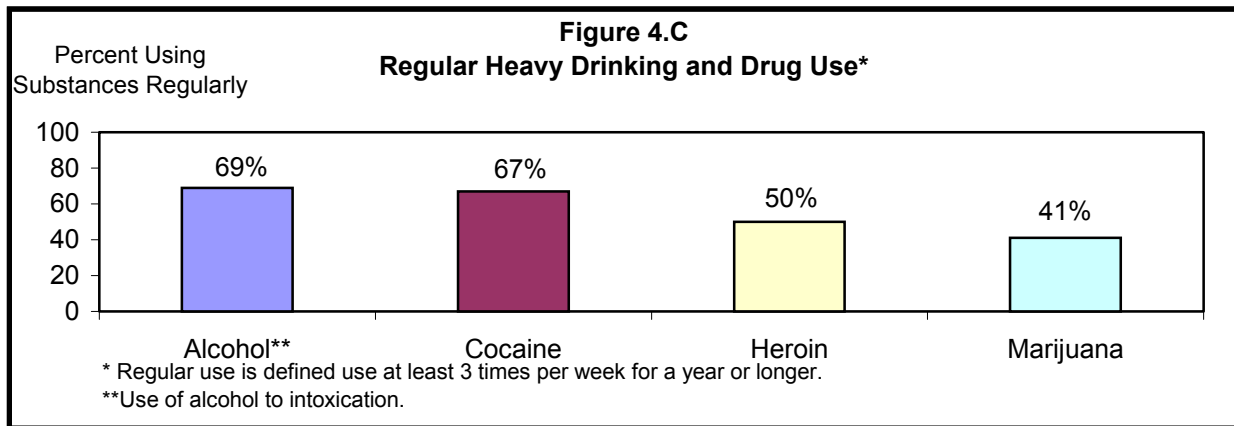 Figure 4.C
Regular Heavy Drinking and Drug Use*
Percent Using
Substances Regularly
100
80
60
40
20
0
69%
67%
50%
41%
Alcohol**
Cocaine
Heroin
Marijuana
* Regular use is defined use at least 3 times per week for a year or longer.
**Use of alcohol to intoxication.